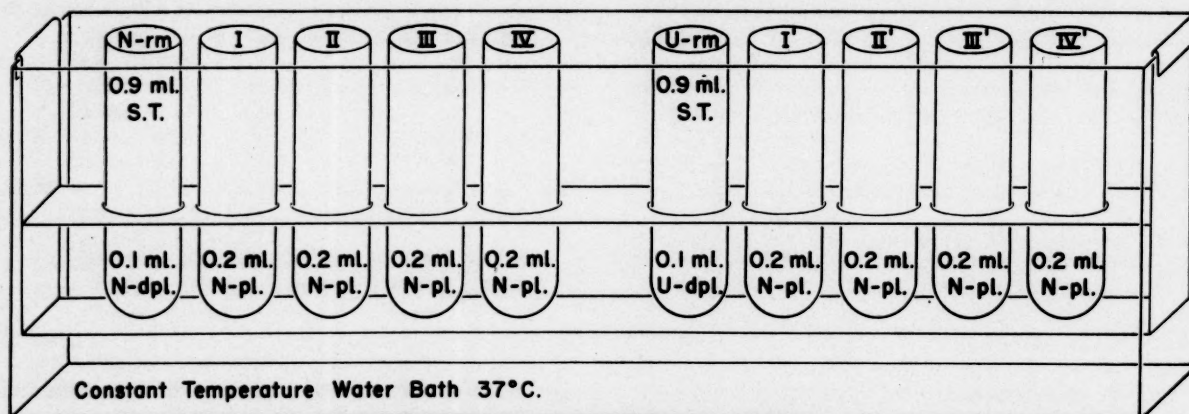 N-rm I II III IV U-rm I' II' III' IV'
0.9 ml. 0.9 ml.
S.T. S.T.
0.1 ml. 0.2 ml. 0.2 ml. 0.2 ml. 0.2 ml. 0.1 ml. 0.2 ml. 0.2 ml. 0.2 ml. 0.2 ml.
N-dpl. N-pl. N-pl. N-pl. N-pl. U-dpl. N-pl. N-pl. N-pl. N-pl.
Constant Temperature Water Bath 37°C.